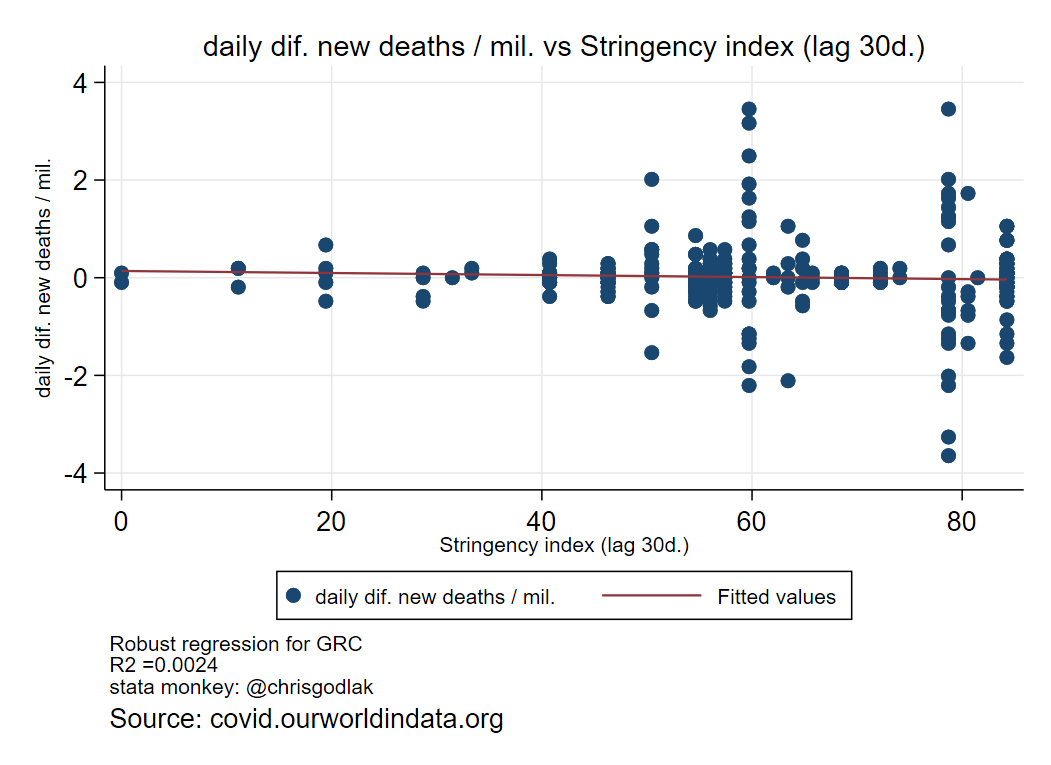 daily dif. new deaths / mil. vs Stringency index (lag 30d.)
daily dif. new deaths / mil.
4
2
0
-2
-4
0 20 40 60 80
Stringency index (lag 30d.)
daily dif. new deaths / mil. Fitted values
Robust regression for GRC
R2 =0.0024
stata monkey: @chrisgodlak
Source: covid.ourworldindata.org